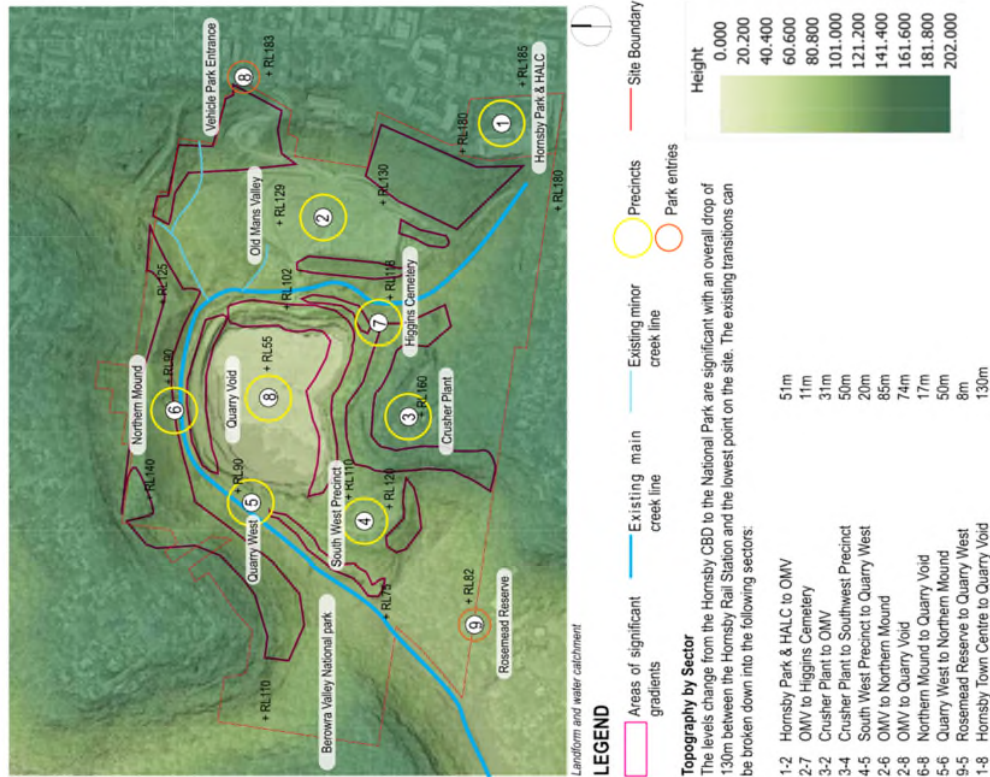 Northern Mound
+ RL140
+ RL125
+ RL90
6
Vehicle Park Entrance
Quarry Void
+ RL90
8
+ RL183
Quarry West
5
Old Mans Valley
+ RL110
8
+ RL55
+ RL129
+ RL102
2
Berowra Valley National park
South West Precinct
+ RL110
4
+ RL120
+ RL75
7
+ RL118
+ RL130
Higgins Cemetery
3
+ RL160
Crusher Plant
+ RL180
9
+ RL82
1
Rosemead Reserve
+ RL185
Hornsby Park & HALC
+ RL180
Landform and water catchment
LEGEND
Areas of significant gradients
Existing main creek line
Existing minor creek line
Precincts
Park entries
Site Boundary
Topography by Sector
The levels change from the Hornsby CBD to the National Park are significant with an overall drop of
130m between the Hornsby Rail Station and the lowest point on the site. The existing transitions can
be broken down into the following sectors:
1-2 Hornsby Park & HALC to OMV 51m
2-7 OMV to Higgins Cemetery 11m
3-2 Crusher Plant to OMV 31m
3-4 Crusher Plant to Southwest Precinct 50m
4-5 South West Precinct to Quarry West 20m
2-6 OMV to Northern Mound 85m
2-8 OMV to Quarry Void 74m
6-8 Northern Mound to Quarry Void 17m
5-6 Quarry West to Northern Mound 50m
9-5 Rosemead Reserve to Quarry West 8m
1-8 Hornsby Town Centre to Quarry Void 130m
Height
0.000
20.200
40.400
60.600
80.800
101.000
121.200
141.400
161.600
181.800
202.000